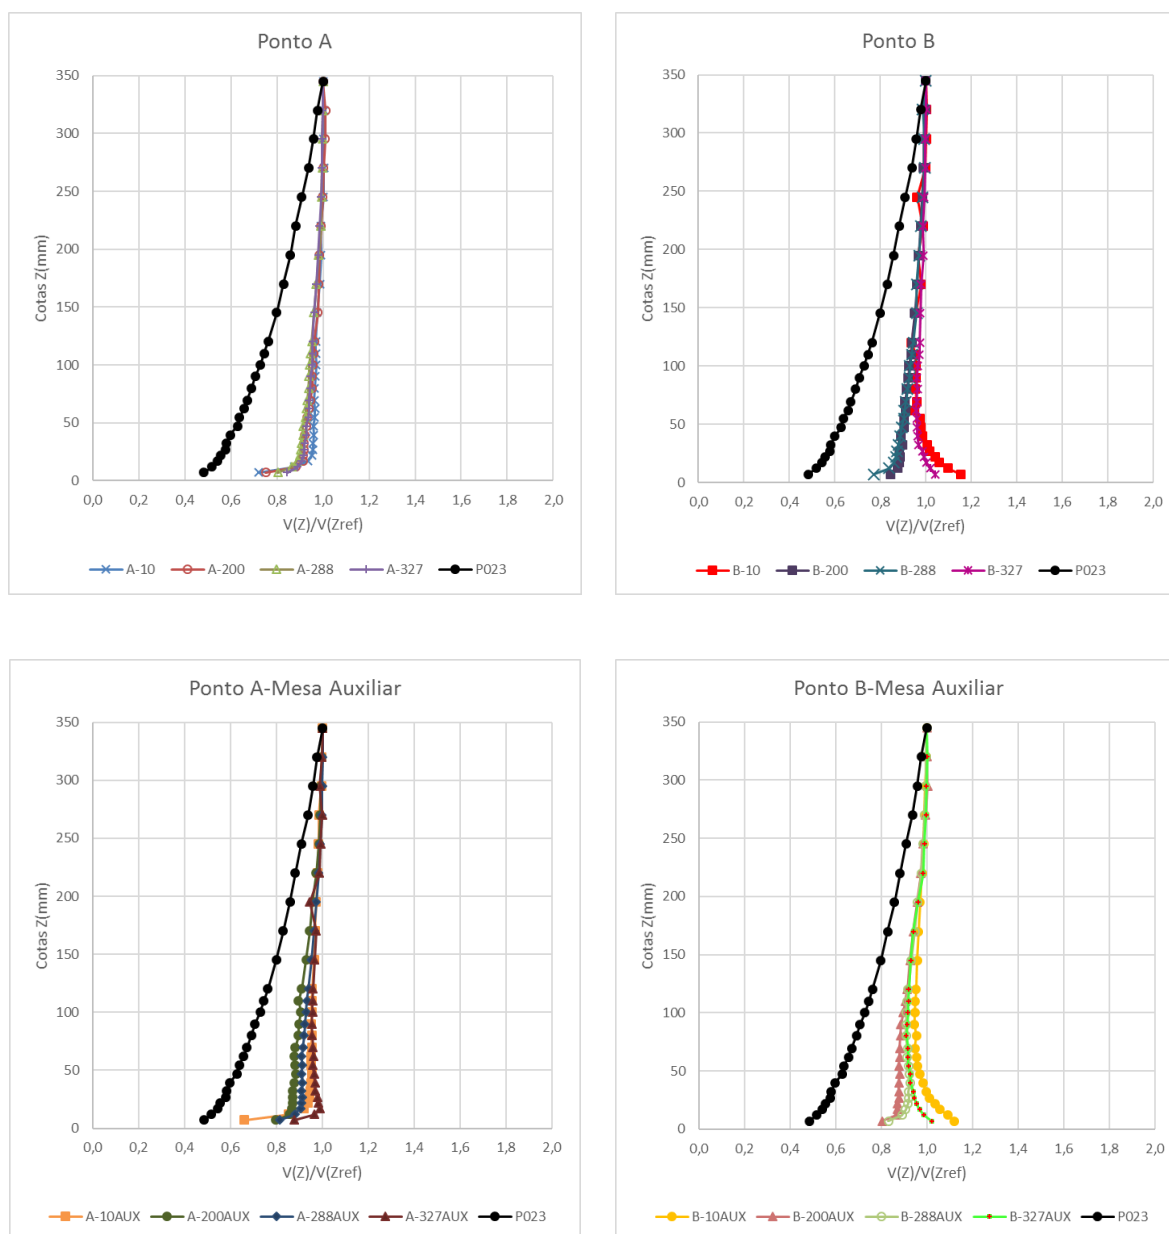 Ponto A
350
300
250
200
150
100
50
0
Cotas Z(mm)
0,0 0,2 0,4 0,6 0,8 1,0 1,2 1,4 1,6 1,8 2,0
V(Z)/V(Zref)
A-10 A-200 A-288 A-327 P023
Ponto B
350
300
250
200
150
100
50
0
Cotas Z(mm)
0,0 0,2 0,4 0,6 0,8 1,0 1,2 1,4 1,6 1,8 2,0
V(Z)/V(Zref)
B-10 B-200 B-288 B-327 P023
Ponto A-Mesa Auxiliar
350
300
250
200
150
100
50
0
Cotas Z(mm)
0,0 0,2 0,4 0,6 0,8 1,0 1,2 1,4 1,6 1,8 2,0
V(Z)/V(Zref)
A-10AUX A-200AUX A-288AUX A-327AUX P023
Ponto B-Mesa Auxiliar
350
300
250
200
150
100
50
0
Cotas Z(mm)
0,0 0,2 0,4 0,6 0,8 1,0 1,2 1,4 1,6 1,8 2,0
V(Z)/V(Zref)
B-10AUX B-200AUX B-288AUX B-327AUX P023